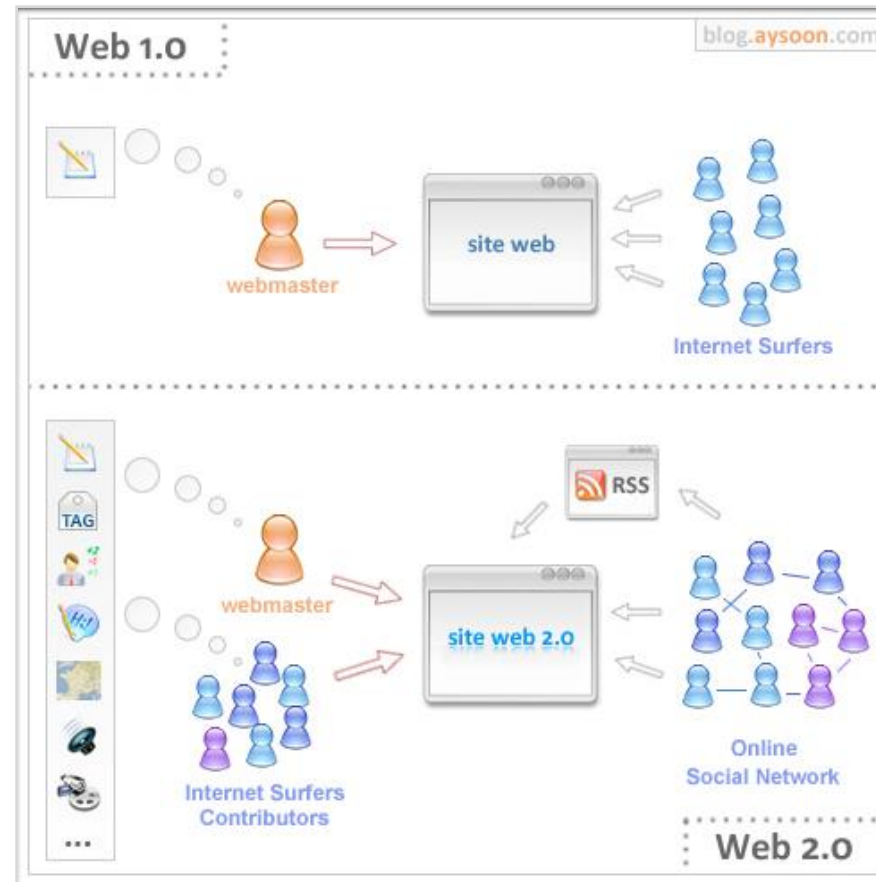 Web 1.0
blog.aysoon.com
site web
webmaster
Internet Surfers
RSS
TAG
webmaster
Hi!
site web 2.0
Internet Surfers
Contributors
Online
Social Network
...
Web 2.0